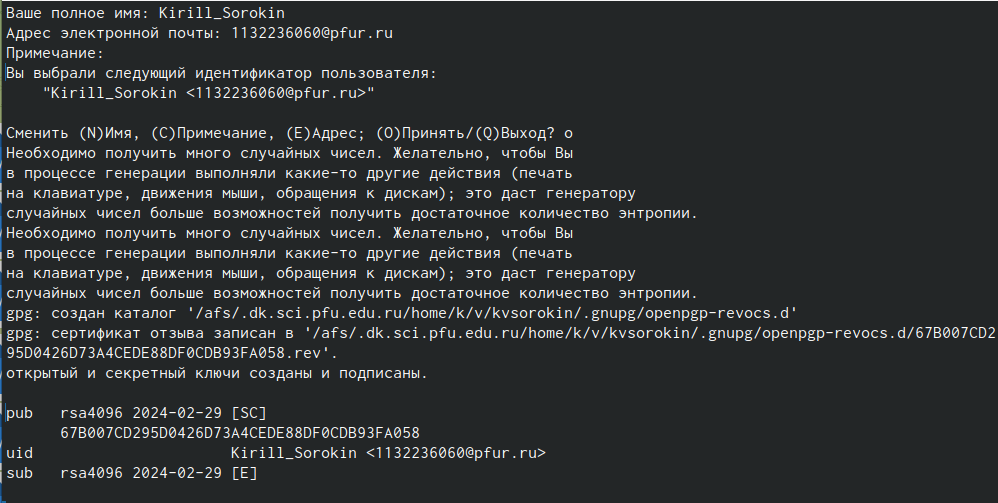 Ваше полное имя: Kirill_Sorokin
Адрес электронной почты: 1132236060@pfur.ru
Примечание:
Вы выбрали следующий идентификатор пользователя:
    "Kirill_Sorokin <1132236060@pfur.ru>"

Сменить (N)Имя, (C)Примечание, (E)Адрес; (O)Принять/(Q)Выход? o
Необходимо получить много случайных чисел. Желательно, чтобы Вы
в процессе генерации выполняли какие-то другие действия (печать
на клавиатуре, движения мыши, обращения к дискам); это даст генератору
случайных чисел больше возможностей получить достаточное количество энтропии.
Необходимо получить много случайных чисел. Желательно, чтобы Вы
в процессе генерации выполняли какие-то другие действия (печать
на клавиатуре, движения мыши, обращения к дискам); это даст генератору
случайных чисел больше возможностей получить достаточное количество энтропии.
gpg: создан каталог '/afs/.dk.sci.pfu.edu.ru/home/k/v/kvsorokin/.gnupg/openpgp-revocs.d'
gpg: сертификат отзыва записан в '/afs/.dk.sci.pfu.edu.ru/home/k/v/kvsorokin/.gnupg/openpgp-revocs.d/67B007CD2
95D0426D73A4CEDE88DF0CDB93FA058.rev'.
открытый и секретный ключи созданы и подписаны.

pub   rsa4096 2024-02-29 [SC]
      67B007CD295D0426D73A4CEDE88DF0CDB93FA058
uid                      Kirill_Sorokin <1132236060@pfur.ru>
sub   rsa4096 2024-02-29 [E]